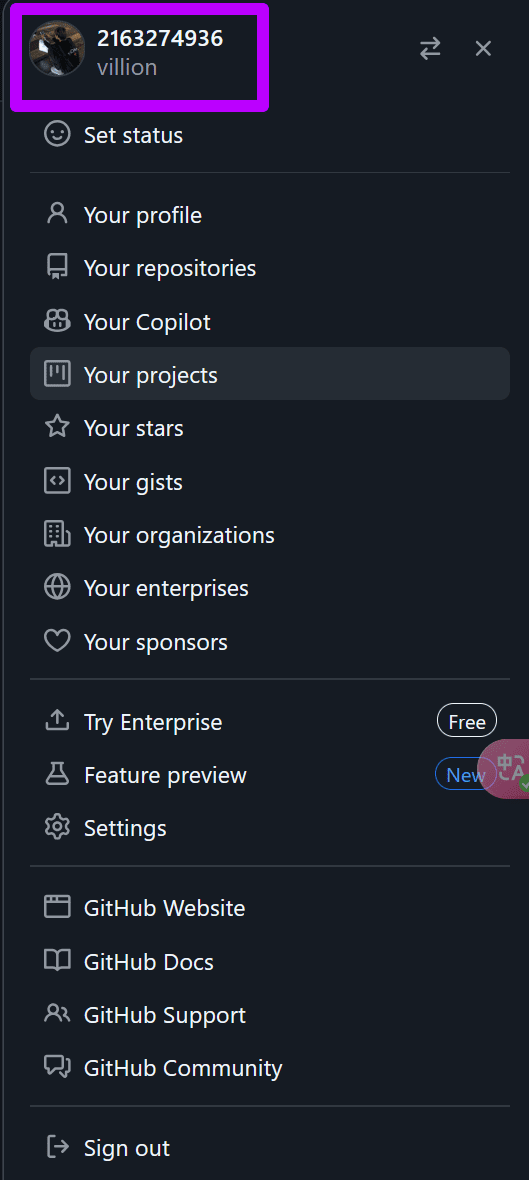 2163274936
villion
Set status
Your profile
Your repositories
Your Copilot
Your projects
Your stars
Your gists
Your organizations
Your enterprises
Your sponsors
Try Enterprise Free
Feature preview New
中A
Settings
GitHub Website
GitHub Docs
GitHub Support
GitHub Community
Sign out